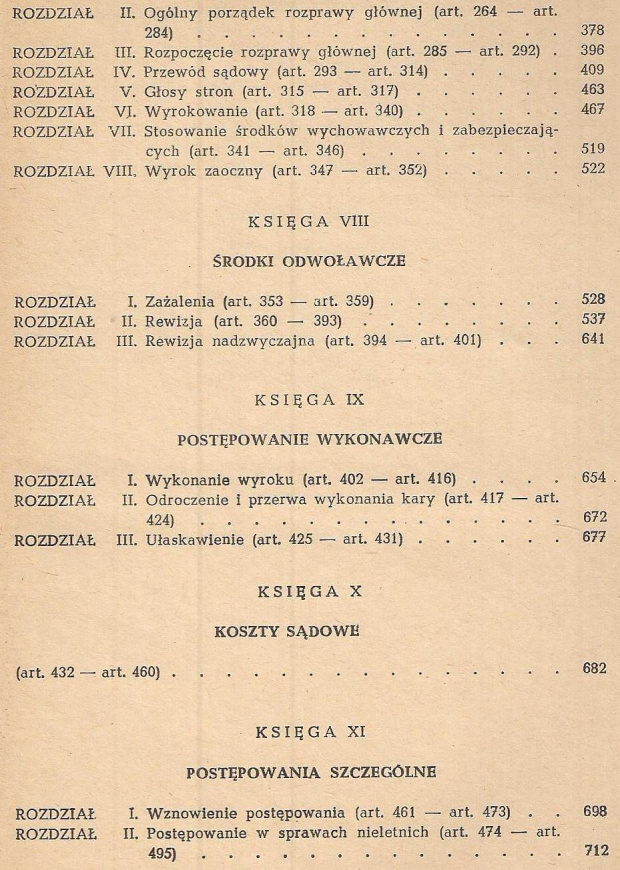 ROZDZIAŁ II. Ogólny porządek rozprawy głównej (art. 264 — art.
284) . . . . . . . . . . . . . . 378
ROZDZIAŁ III. Rozpoczęcie rozprawy głównej (art. 285 — art. 292) . 396
ROZDZIAŁ IV. Przewód sądowy (art. 293 — art. 314) . . . . . 409
ROZDZIAŁ V. Głosy stron (art. 315 — art. 317) . . . . . . 463
ROZDZIAŁ VI. Wyrokowanie (art. 318 — art. 340) . . . . . . 467
ROZDZIAŁ VII. Stosowanie środków wychowawczych i zabezpieczają-
cych (art. 341 — art. 346) . . . . . . . . 519
ROZDZIAŁ VIII. Wyrok zaoczny (art. 347 — art. 352) . . . . . 522
KSIĘGA VIII
ŚRODKI ODWOŁAWCZE
ROZDZIAŁ I. Zażalenia (art. 353 — art. 359) . . . . . . . 528
ROZDZIAŁ II. Rewizja (art. 360 — 393) . . . . . . . . 537
ROZDZIAŁ III. Rewizja nadzwyczajna (art. 394 — art. 401) . . . 641
KSIĘGA IX
POSTĘPOWANIE WYKONAWCZE
ROZDZIAŁ I. Wykonanie wyroku (art. 402 — art. 416) . . . . 654
ROZDZIAŁ II. Odroczenie i przerwa wykonania kary (art. 417 — art.
424) . . . . . . . . . . . . . . 672
ROZDZIAŁ III. Ułaskawienie (art. 425 — art. 431) . . . . . . 677
KSIĘGA X
KOSZTY SĄDOWE
(art. 432 — art. 460) . . . . . . . . . . . . . . 682
KSIĘGA XI
POSTĘPOWANIA SZCZEGÓLNE
ROZDZIAŁ I. Wznowienie postępowania (art. 461 — art. 473) . . 698
ROZDZIAŁ II. Postępowanie w sprawach nieletnich (art. 474 — art.
495) . . . . . . . . . . . . . . 712